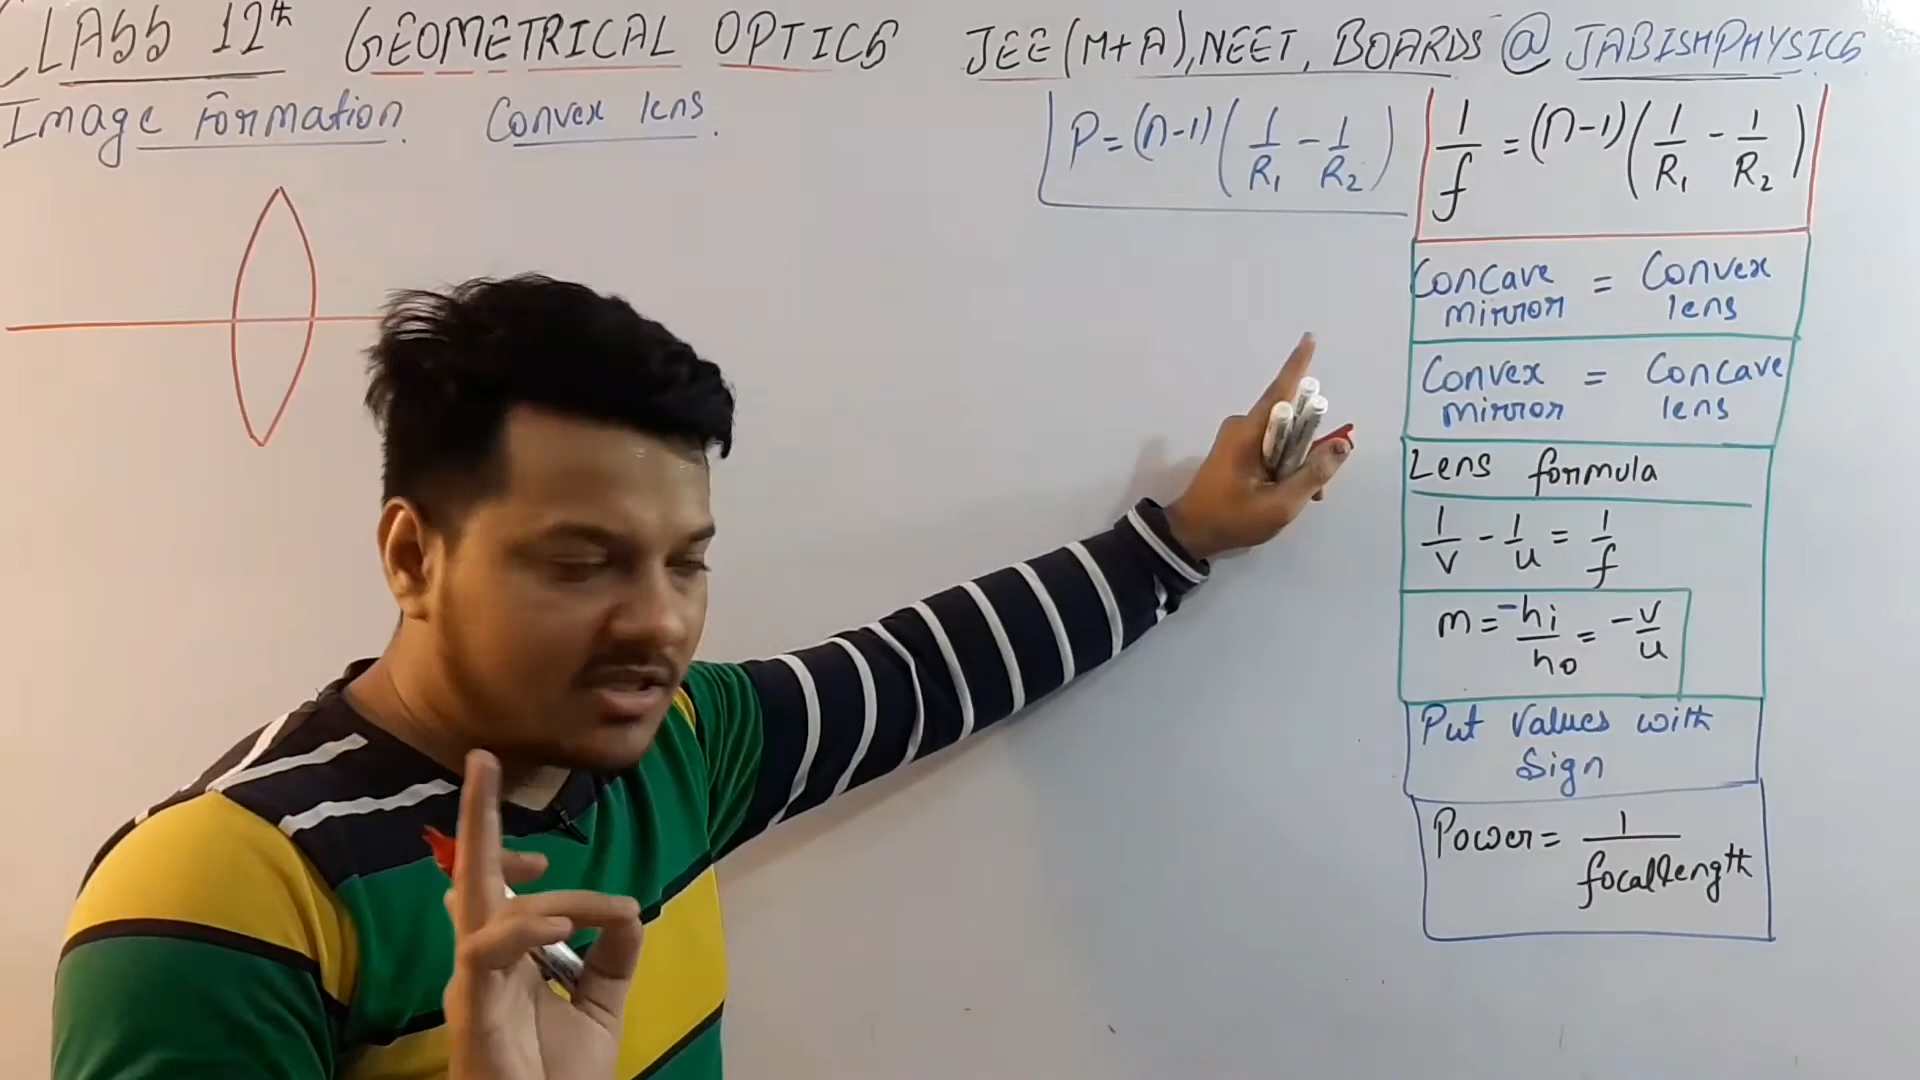 CLASS 12th GEOMETRICAL OPTICS JEE(M+A), NEET, BOARDS @ JABISHPHYSICS
Image Formation. Convex lens.
P = (n-1) (1/R1 - 1/R2)
1/f = (n-1) (1/R1 - 1/R2)
Concave mirror = Convex lens
Convex mirror = Concave lens
Lens formula
1/v - 1/u = 1/f
m = -hi/ho = -v/u
Put values with
Sign
Power = 1/focallength